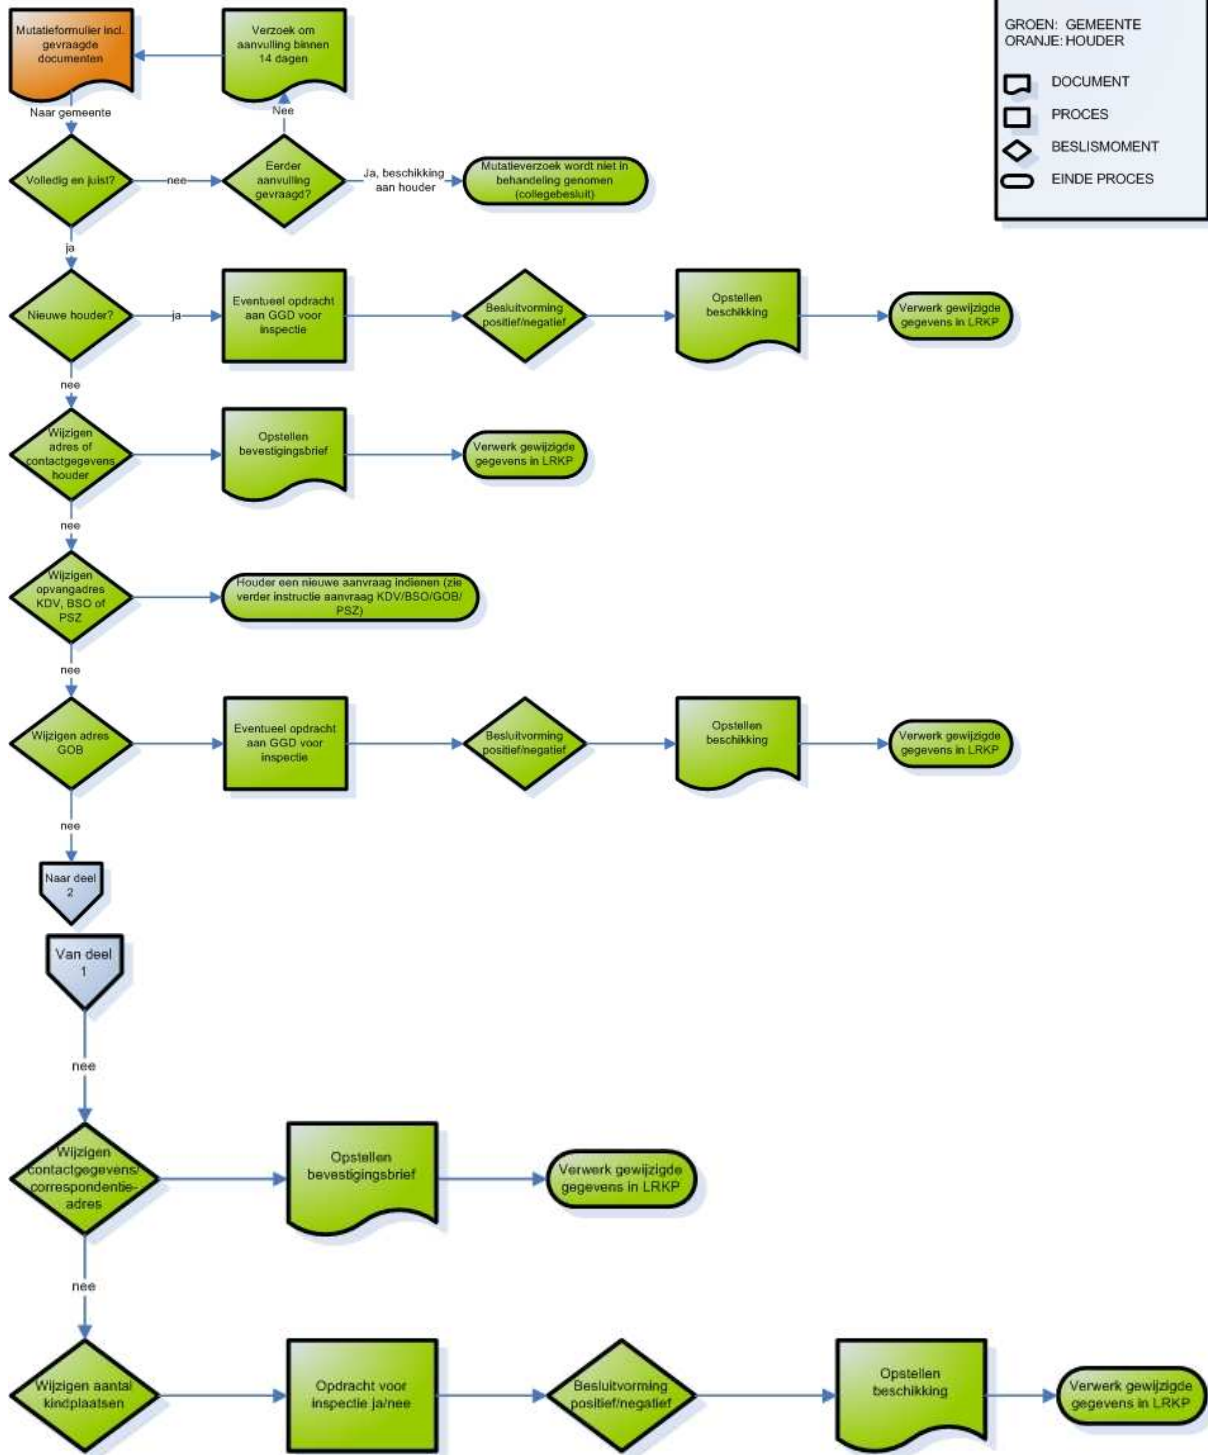 Mutatieformulier incl.
gevraagde
documenten
Verzoek om
aanvulling binnen
14 dagen
GROEN: GEMEENTE
ORANJE: HOUDER
DOCUMENT
PROCES
BESLISMOMENT
EINDE PROCES
Naar gemeente
Nee
Volledig en juist?
nee
Eerder
aanvulling
gevraagd?
Ja, beschikking
aan houder
Mutatieverzoek wordt niet in
behandeling genomen
(collegebesluit)
ja
Nieuwe houder?
ja
Eventueel opdracht
aan GGD voor
inspectie
Besluitvorming
positief/negatief
Opstellen
beschikking
Verwerk gewijzigde
gegevens in LRKP
nee
Wijzigen
adres of
contactgegevens
houder
Opstellen
bevestigingsbrief
Verwerk gewijzigde
gegevens in LRKP
nee
Wijzigen
opvangadres
KDV, BSO of
PSZ
Houder een nieuwe aanvraag indienen (zie
verder instructie aanvraag KDV/BSO/GOB/
PSZ)
nee
Wijzigen adres
GOB
Eventueel opdracht
aan GGD voor
inspectie
Besluitvorming
positief/negatief
Opstellen
beschikking
Verwerk gewijzigde
gegevens in LRKP
nee
Naar deel
2
Van deel
1
nee
Wijzigen
contactgegevens/
correspondentie-
adres
Opstellen
bevestigingsbrief
Verwerk gewijzigde
gegevens in LRKP
nee
Wijzigen aantal
kindplaatsen
Opdracht voor
inspectie ja/nee
Besluitvorming
positief/negatief
Opstellen
beschikking
Verwerk gewijzigde
gegevens in LRKP